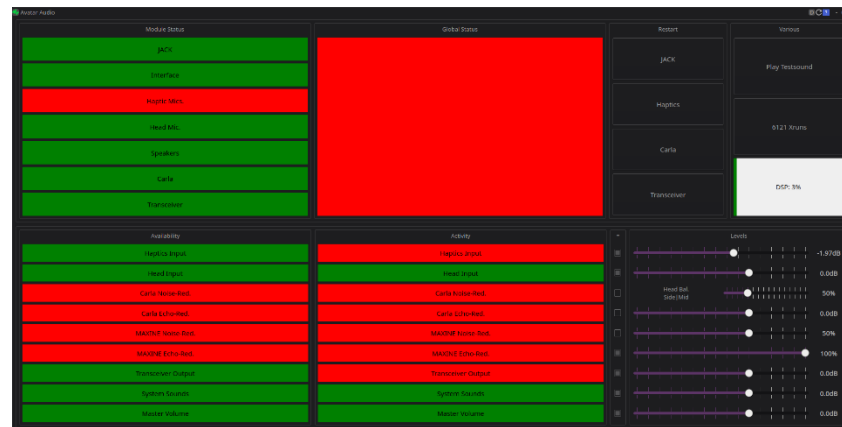 Avatar Audio
Module Status
Global Status
Restart
Various
JACK
Interface
Haptic Mics.
Head Mic.
Speakers
Carla
Transceiver
JACK
Haptics
Carla
Transceiver
Play Testsound
6121 Xruns
DSP: 3%
Availability
Activity
Levels
Haptics Input
Haptics Input
-1.97dB
Head Input
Head Input
0.0dB
Carla Noise-Red.
Carla Noise-Red.
Head Bal.
Side|Mid
50%
Carla Echo-Red.
Carla Echo-Red.
0.0dB
MAXINE Noise-Red.
MAXINE Noise-Red.
50%
MAXINE Echo-Red.
MAXINE Echo-Red.
100%
Transceiver Output
Transceiver Output
0.0dB
System Sounds
System Sounds
0.0dB
Master Volume
Master Volume
0.0dB